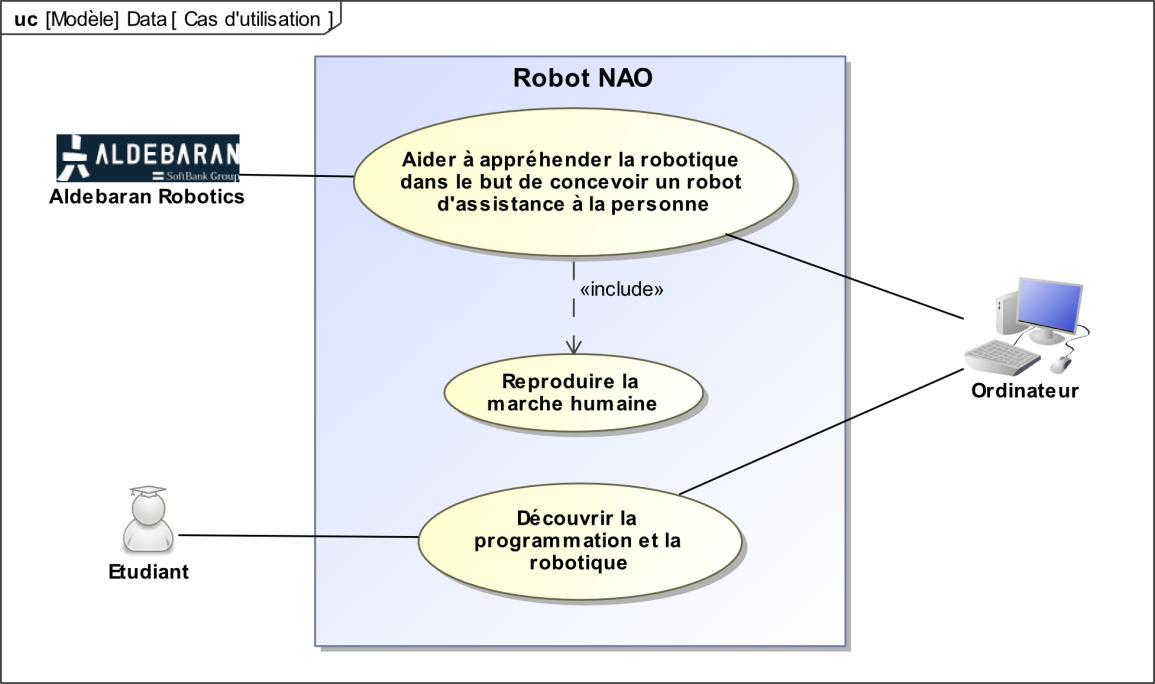 uc [Modèle] Data [ Cas d'utilisation ]
Robot NAO
ALDEBARAN
SoftBank Group
Aldebaran Robotics
Aider à appréhender la robotique
dans le but de concevoir un robot
d'assistance à la personne
«include»
Ordinateur
Reproduire la
marche humaine
Découvrir la
programmation et la
robotique
Etudiant